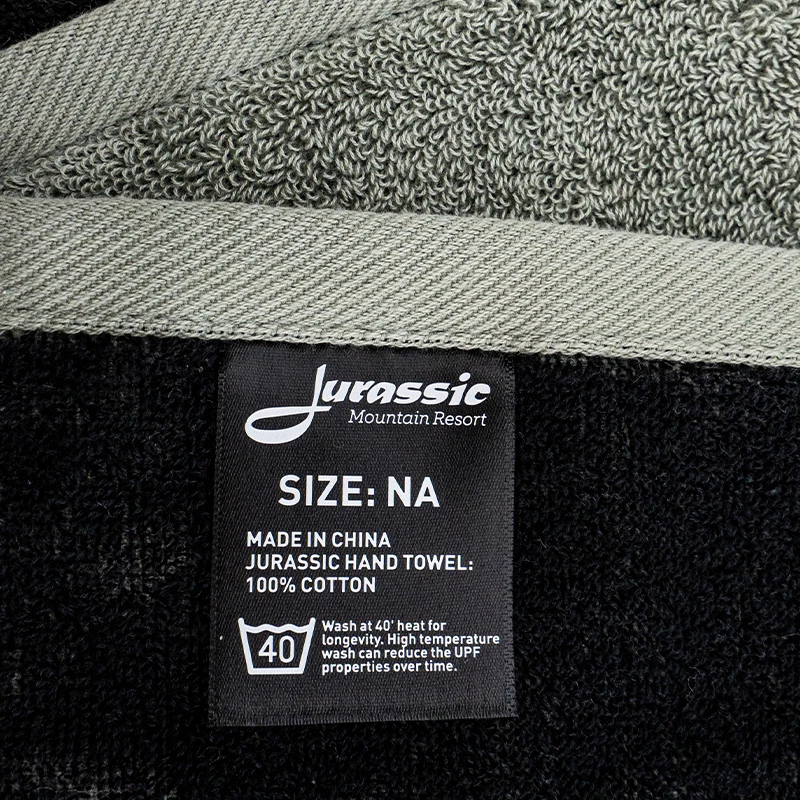 Jurassic
Mountain Resort
SIZE: NA
MADE IN CHINA
JURASSIC HAND TOWEL:
100% COTTON
40
Wash at 40' heat for
longevity. High temperature
wash can reduce the UPF
properties over time.